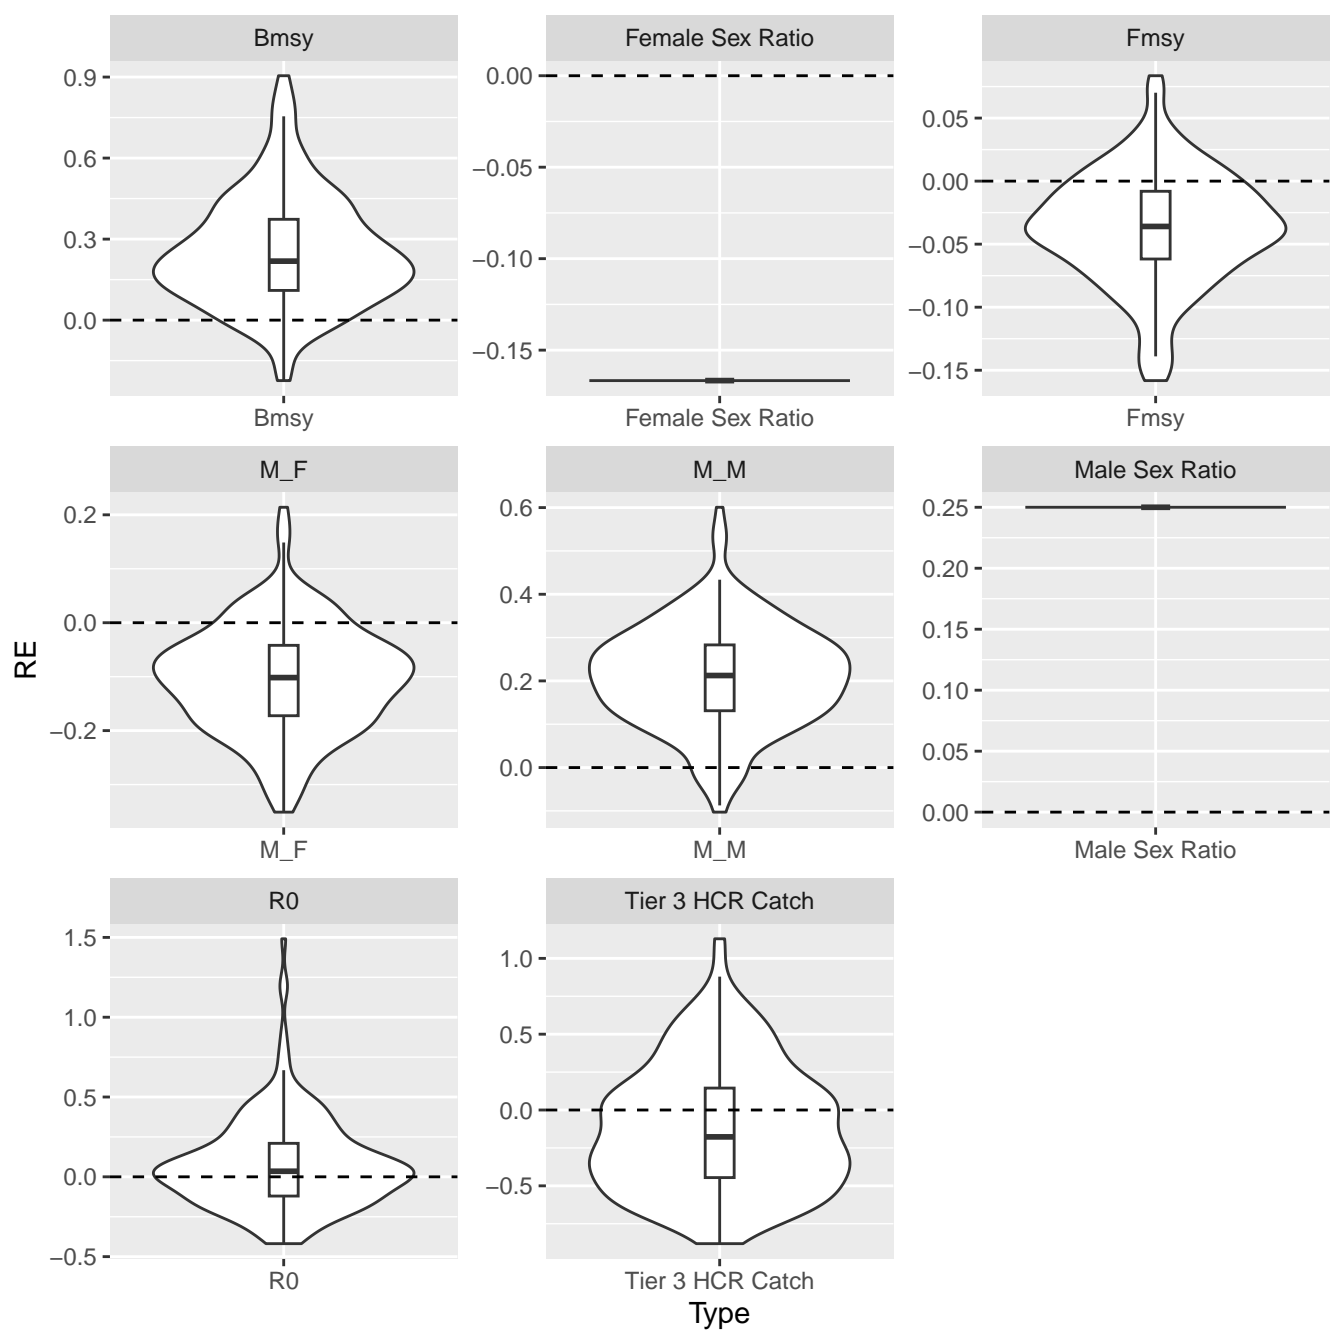 Bmsy
Female Sex Ratio
Fmsy
0.9
0.6
0.3
0.0
0.00
−0.05
−0.10
−0.15
0.05
0.00
−0.05
−0.10
−0.15
Bmsy
Female Sex Ratio
Fmsy
M_F
M_M
Male Sex Ratio
0.2
0.0
−0.2
0.6
0.4
0.2
0.0
0.25
0.20
0.15
0.10
0.05
0.00
M_F
M_M
Male Sex Ratio
RE
R0
Tier 3 HCR Catch
1.5
1.0
0.5
0.0
−0.5
1.0
0.5
0.0
−0.5
R0
Tier 3 HCR Catch
Type